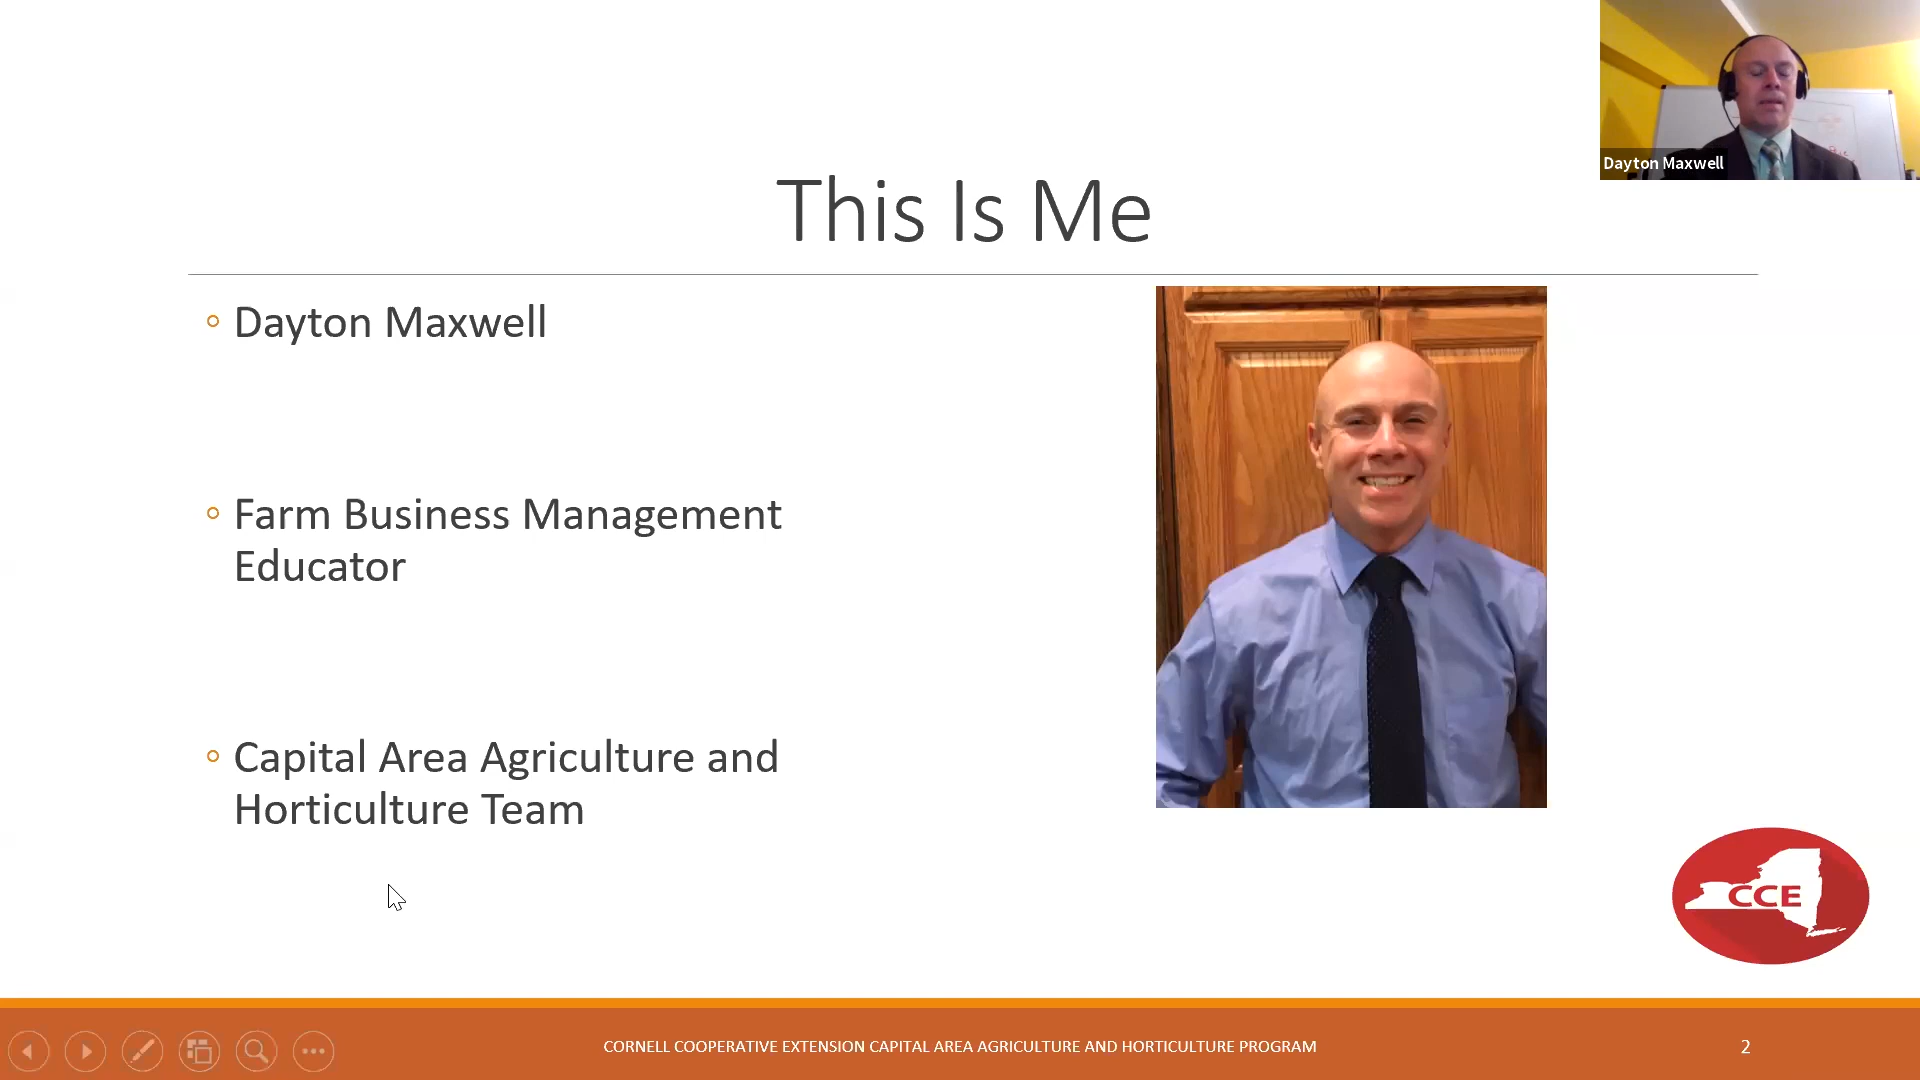 Dayton Maxwell
This Is Me
Dayton Maxwell
Farm Business Management
Educator
Capital Area Agriculture and
Horticulture Team
CCE
CORNELL COOPERATIVE EXTENSION CAPITAL AREA AGRICULTURE AND HORTICULTURE PROGRAM
2